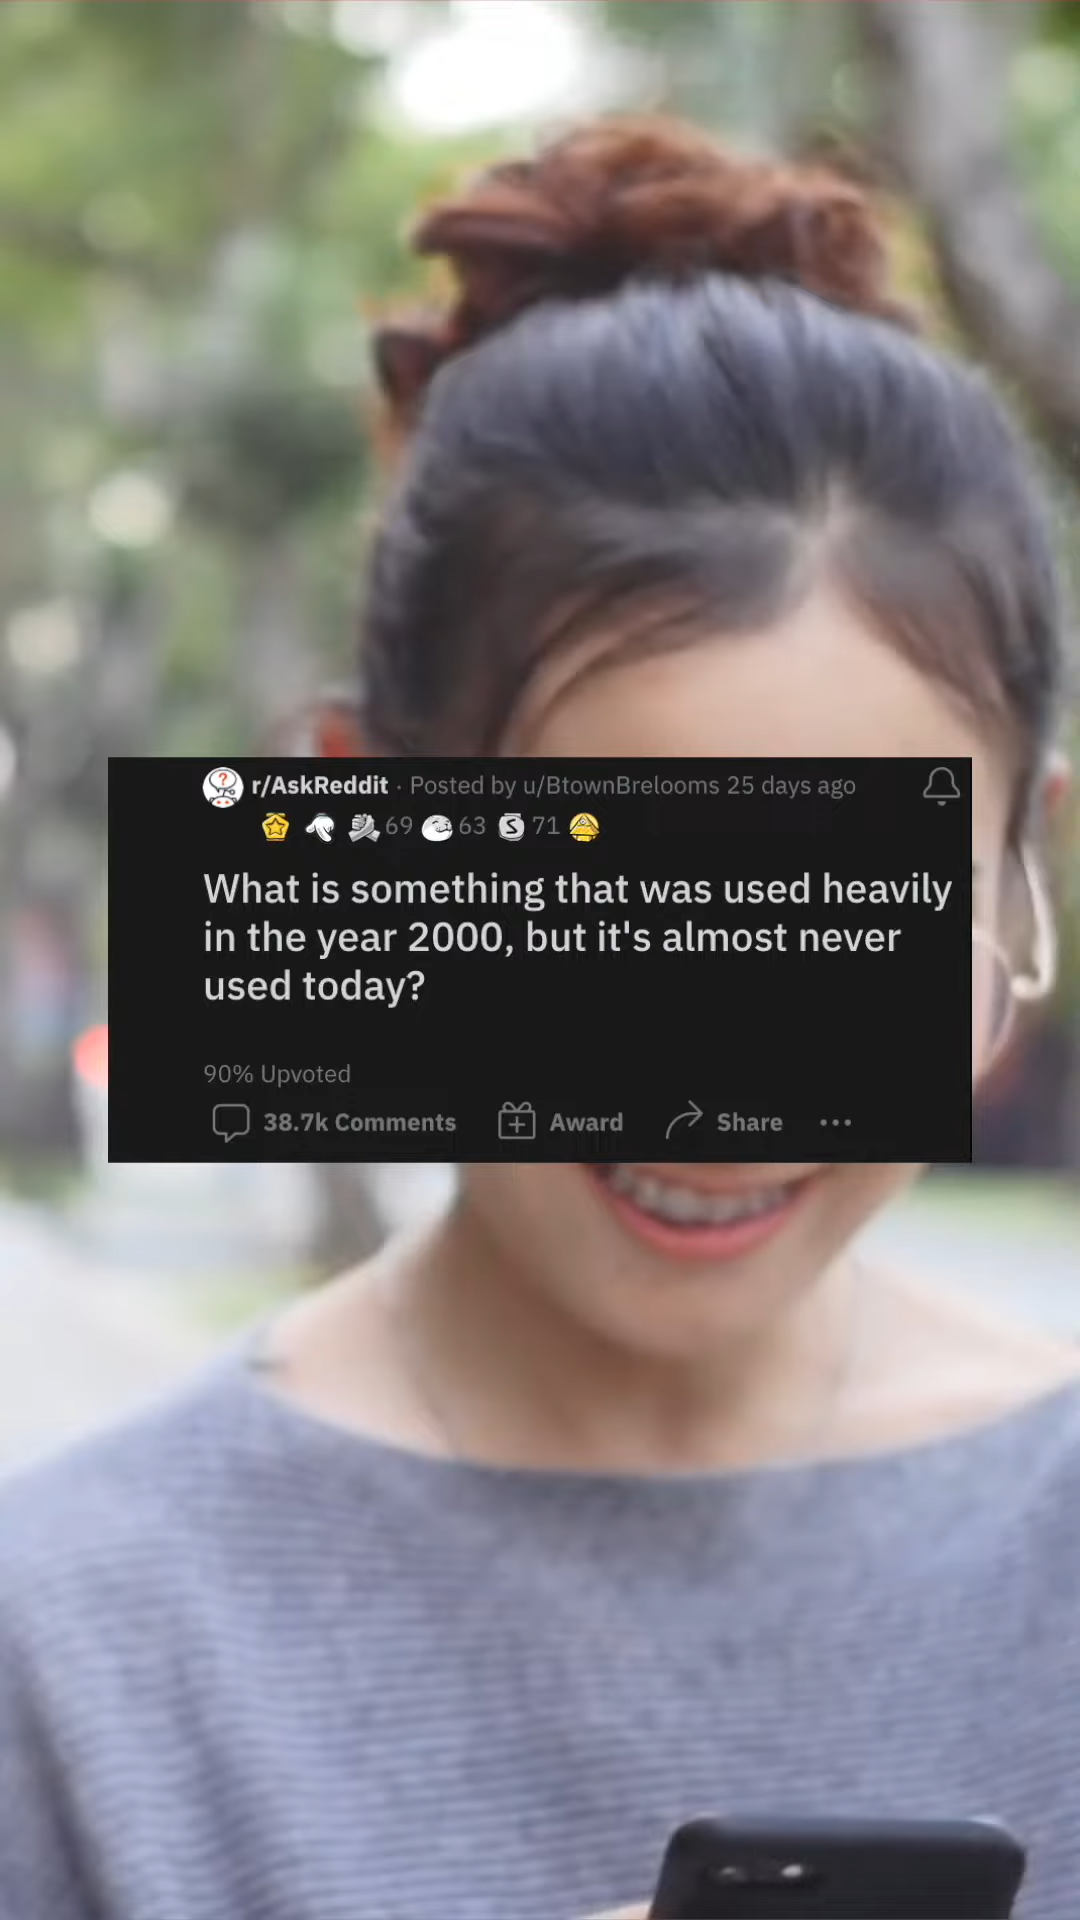 r/AskReddit · Posted by u/BtownBrelooms 25 days ago
69 63 S 71
What is something that was used heavily
in the year 2000, but it's almost never
used today?
90% Upvoted
38.7k Comments Award Share ...